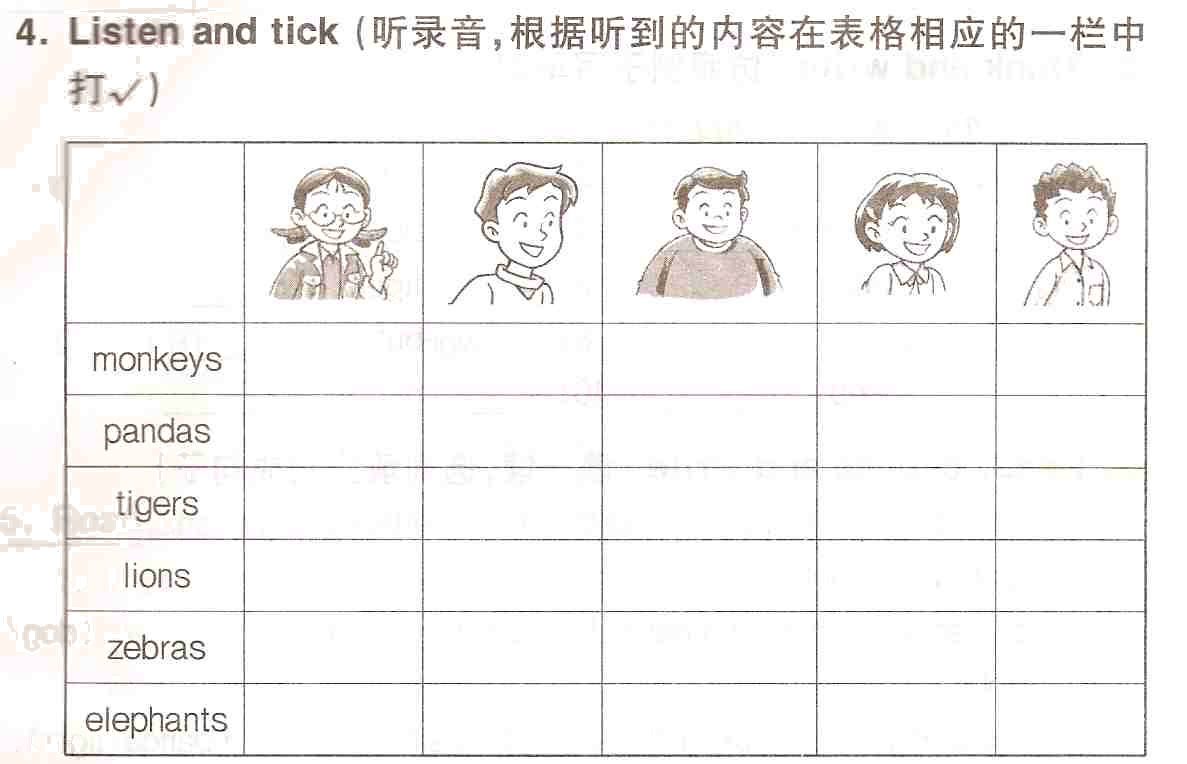 4. Listen and tick (听录音,根据听到的内容在表格相应的一栏中
打✓)
monkeys
pandas
tigers
lions
zebras
elephants